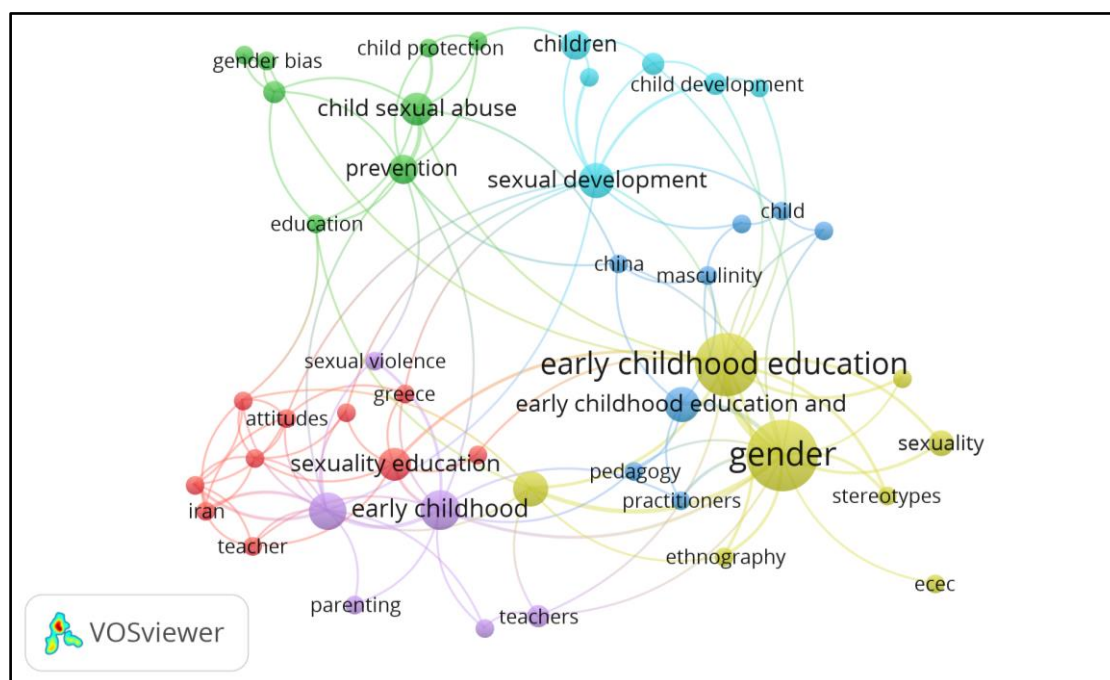 children
child protection
gender bias
child development
child sexual abuse
prevention
sexual development
child
education
china
masculinity
sexual violence
early childhood education
greece
early childhood education and
attitudes
sexuality
gender
sexuality education
pedagogy
stereotypes
practitioners
early childhood
iran
teacher
ethnography
ecec
parenting
teachers
VOSviewer